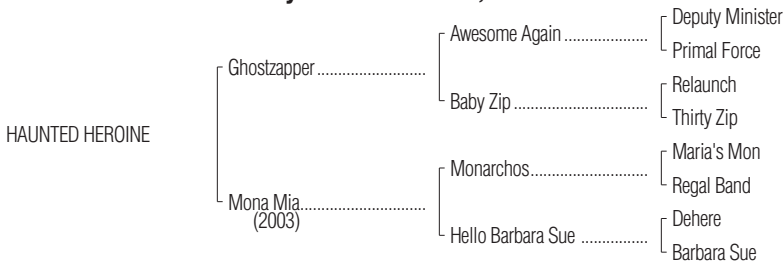 Deputy Minister
Awesome Again
Primal Force
Ghostzapper
Relaunch
Baby Zip
Thirty Zip
HAUNTED HEROINE
Maria's Mon
Monarchos
Regal Band
Mona Mia
(2003)
Dehere
Hello Barbara Sue
Barbara Sue